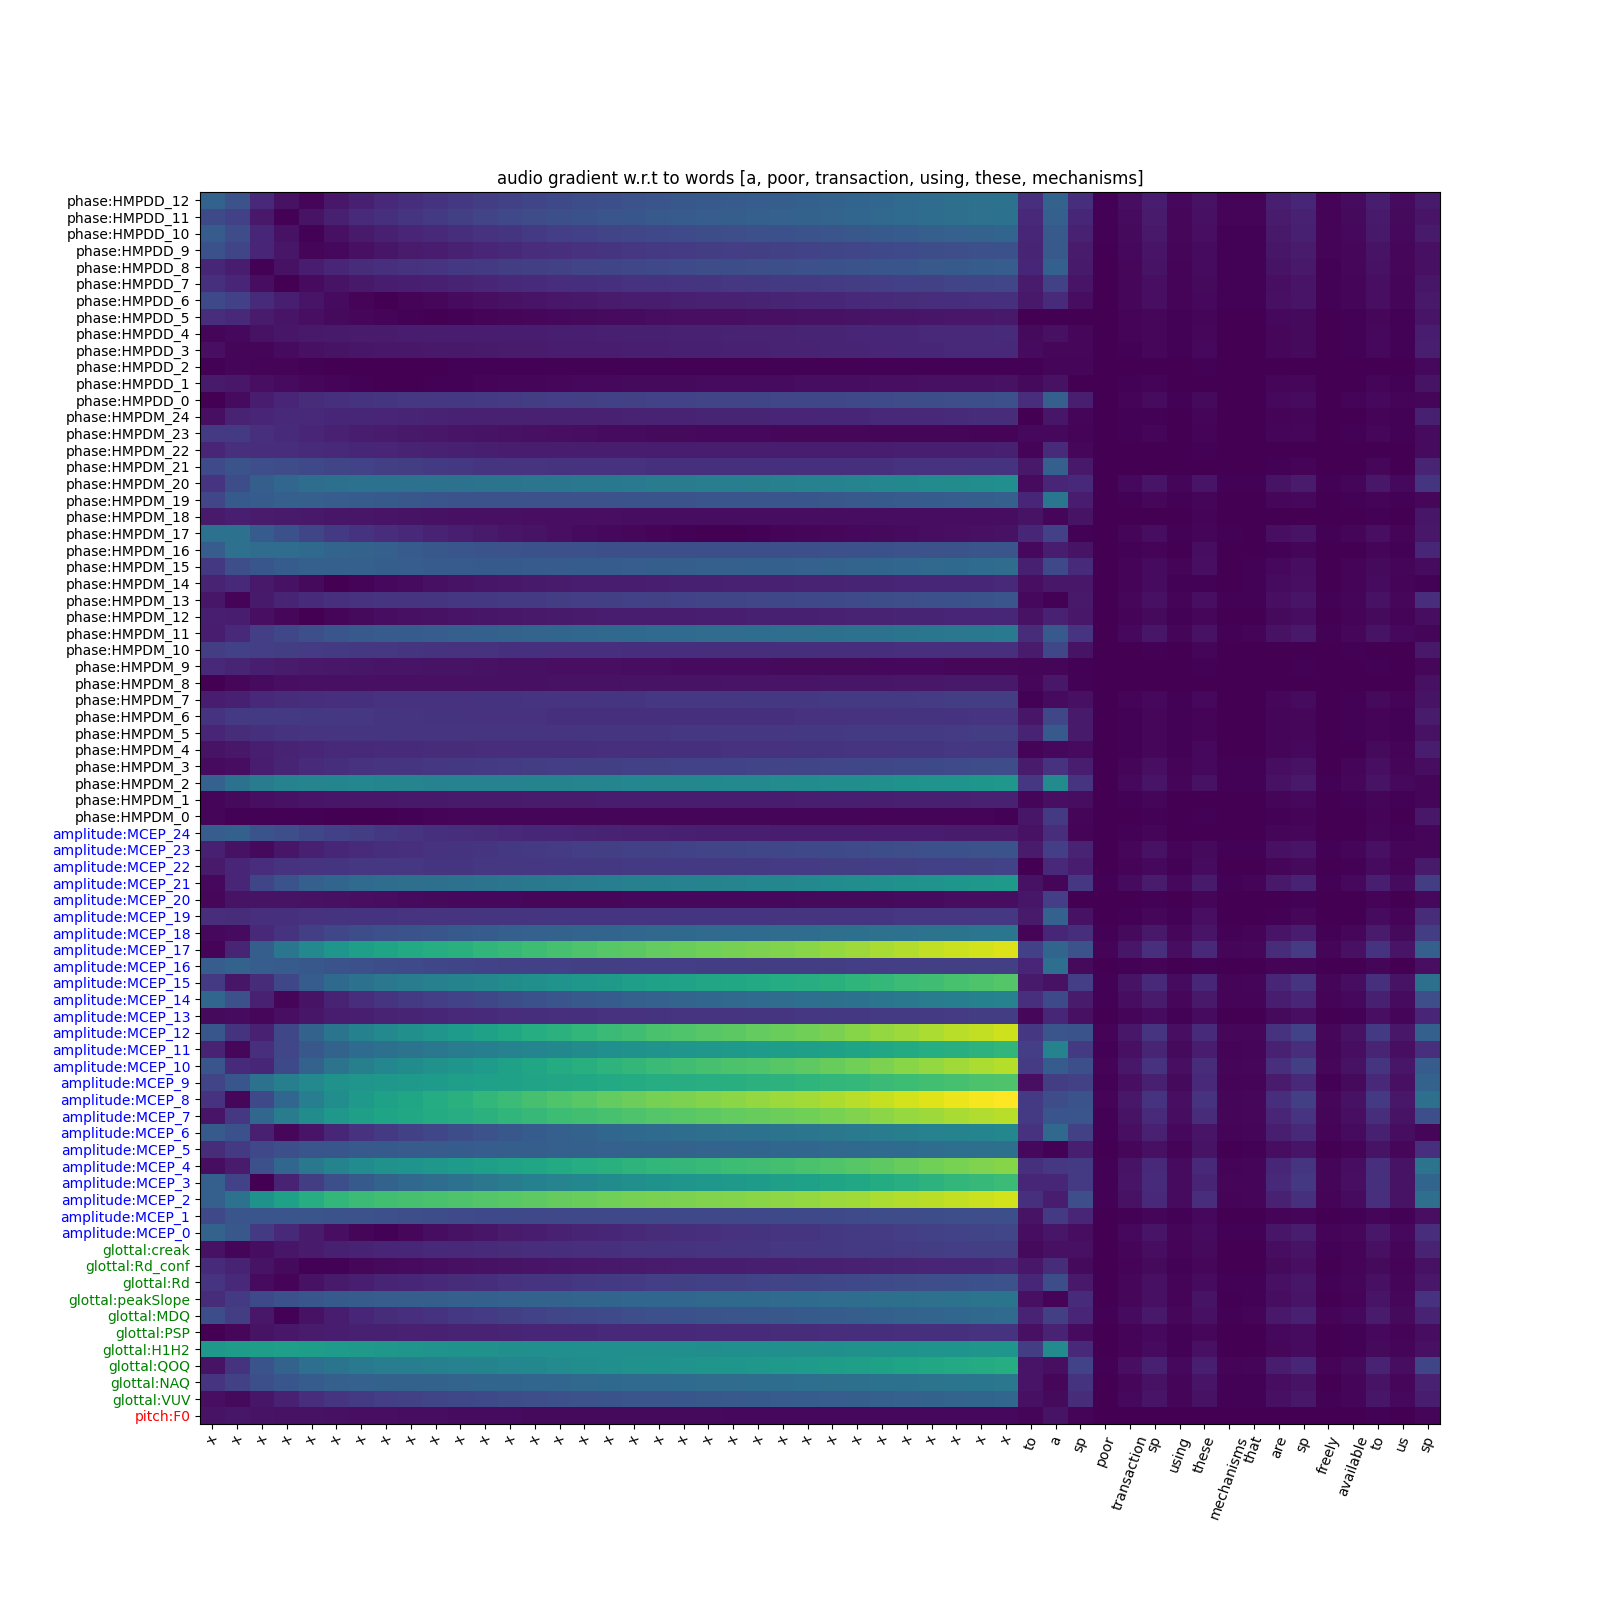 audio gradient w.r.t to words [a, poor, transaction, using, these, mechanisms]
phase:HMPDD_12
phase:HMPDD_11
phase:HMPDD_10
phase:HMPDD_9
phase:HMPDD_8
phase:HMPDD_7
phase:HMPDD_6
phase:HMPDD_5
phase:HMPDD_4
phase:HMPDD_3
phase:HMPDD_2
phase:HMPDD_1
phase:HMPDD_0
phase:HMPDM_24
phase:HMPDM_23
phase:HMPDM_22
phase:HMPDM_21
phase:HMPDM_20
phase:HMPDM_19
phase:HMPDM_18
phase:HMPDM_17
phase:HMPDM_16
phase:HMPDM_15
phase:HMPDM_14
phase:HMPDM_13
phase:HMPDM_12
phase:HMPDM_11
phase:HMPDM_10
phase:HMPDM_9
phase:HMPDM_8
phase:HMPDM_7
phase:HMPDM_6
phase:HMPDM_5
phase:HMPDM_4
phase:HMPDM_3
phase:HMPDM_2
phase:HMPDM_1
phase:HMPDM_0
amplitude:MCEP_24
amplitude:MCEP_23
amplitude:MCEP_22
amplitude:MCEP_21
amplitude:MCEP_20
amplitude:MCEP_19
amplitude:MCEP_18
amplitude:MCEP_17
amplitude:MCEP_16
amplitude:MCEP_15
amplitude:MCEP_14
amplitude:MCEP_13
amplitude:MCEP_12
amplitude:MCEP_11
amplitude:MCEP_10
amplitude:MCEP_9
amplitude:MCEP_8
amplitude:MCEP_7
amplitude:MCEP_6
amplitude:MCEP_5
amplitude:MCEP_4
amplitude:MCEP_3
amplitude:MCEP_2
amplitude:MCEP_1
amplitude:MCEP_0
glottal:creak
glottal:Rd_conf
glottal:Rd
glottal:peakSlope
glottal:MDQ
glottal:PSP
glottal:H1H2
glottal:QOQ
glottal:NAQ
glottal:VUV
pitch:F0
x x x x x x x x x x x x x x x x x x x x x x x x x x x x x x x x x to a sp poor transaction sp using these mechanisms that are sp freely available to us sp